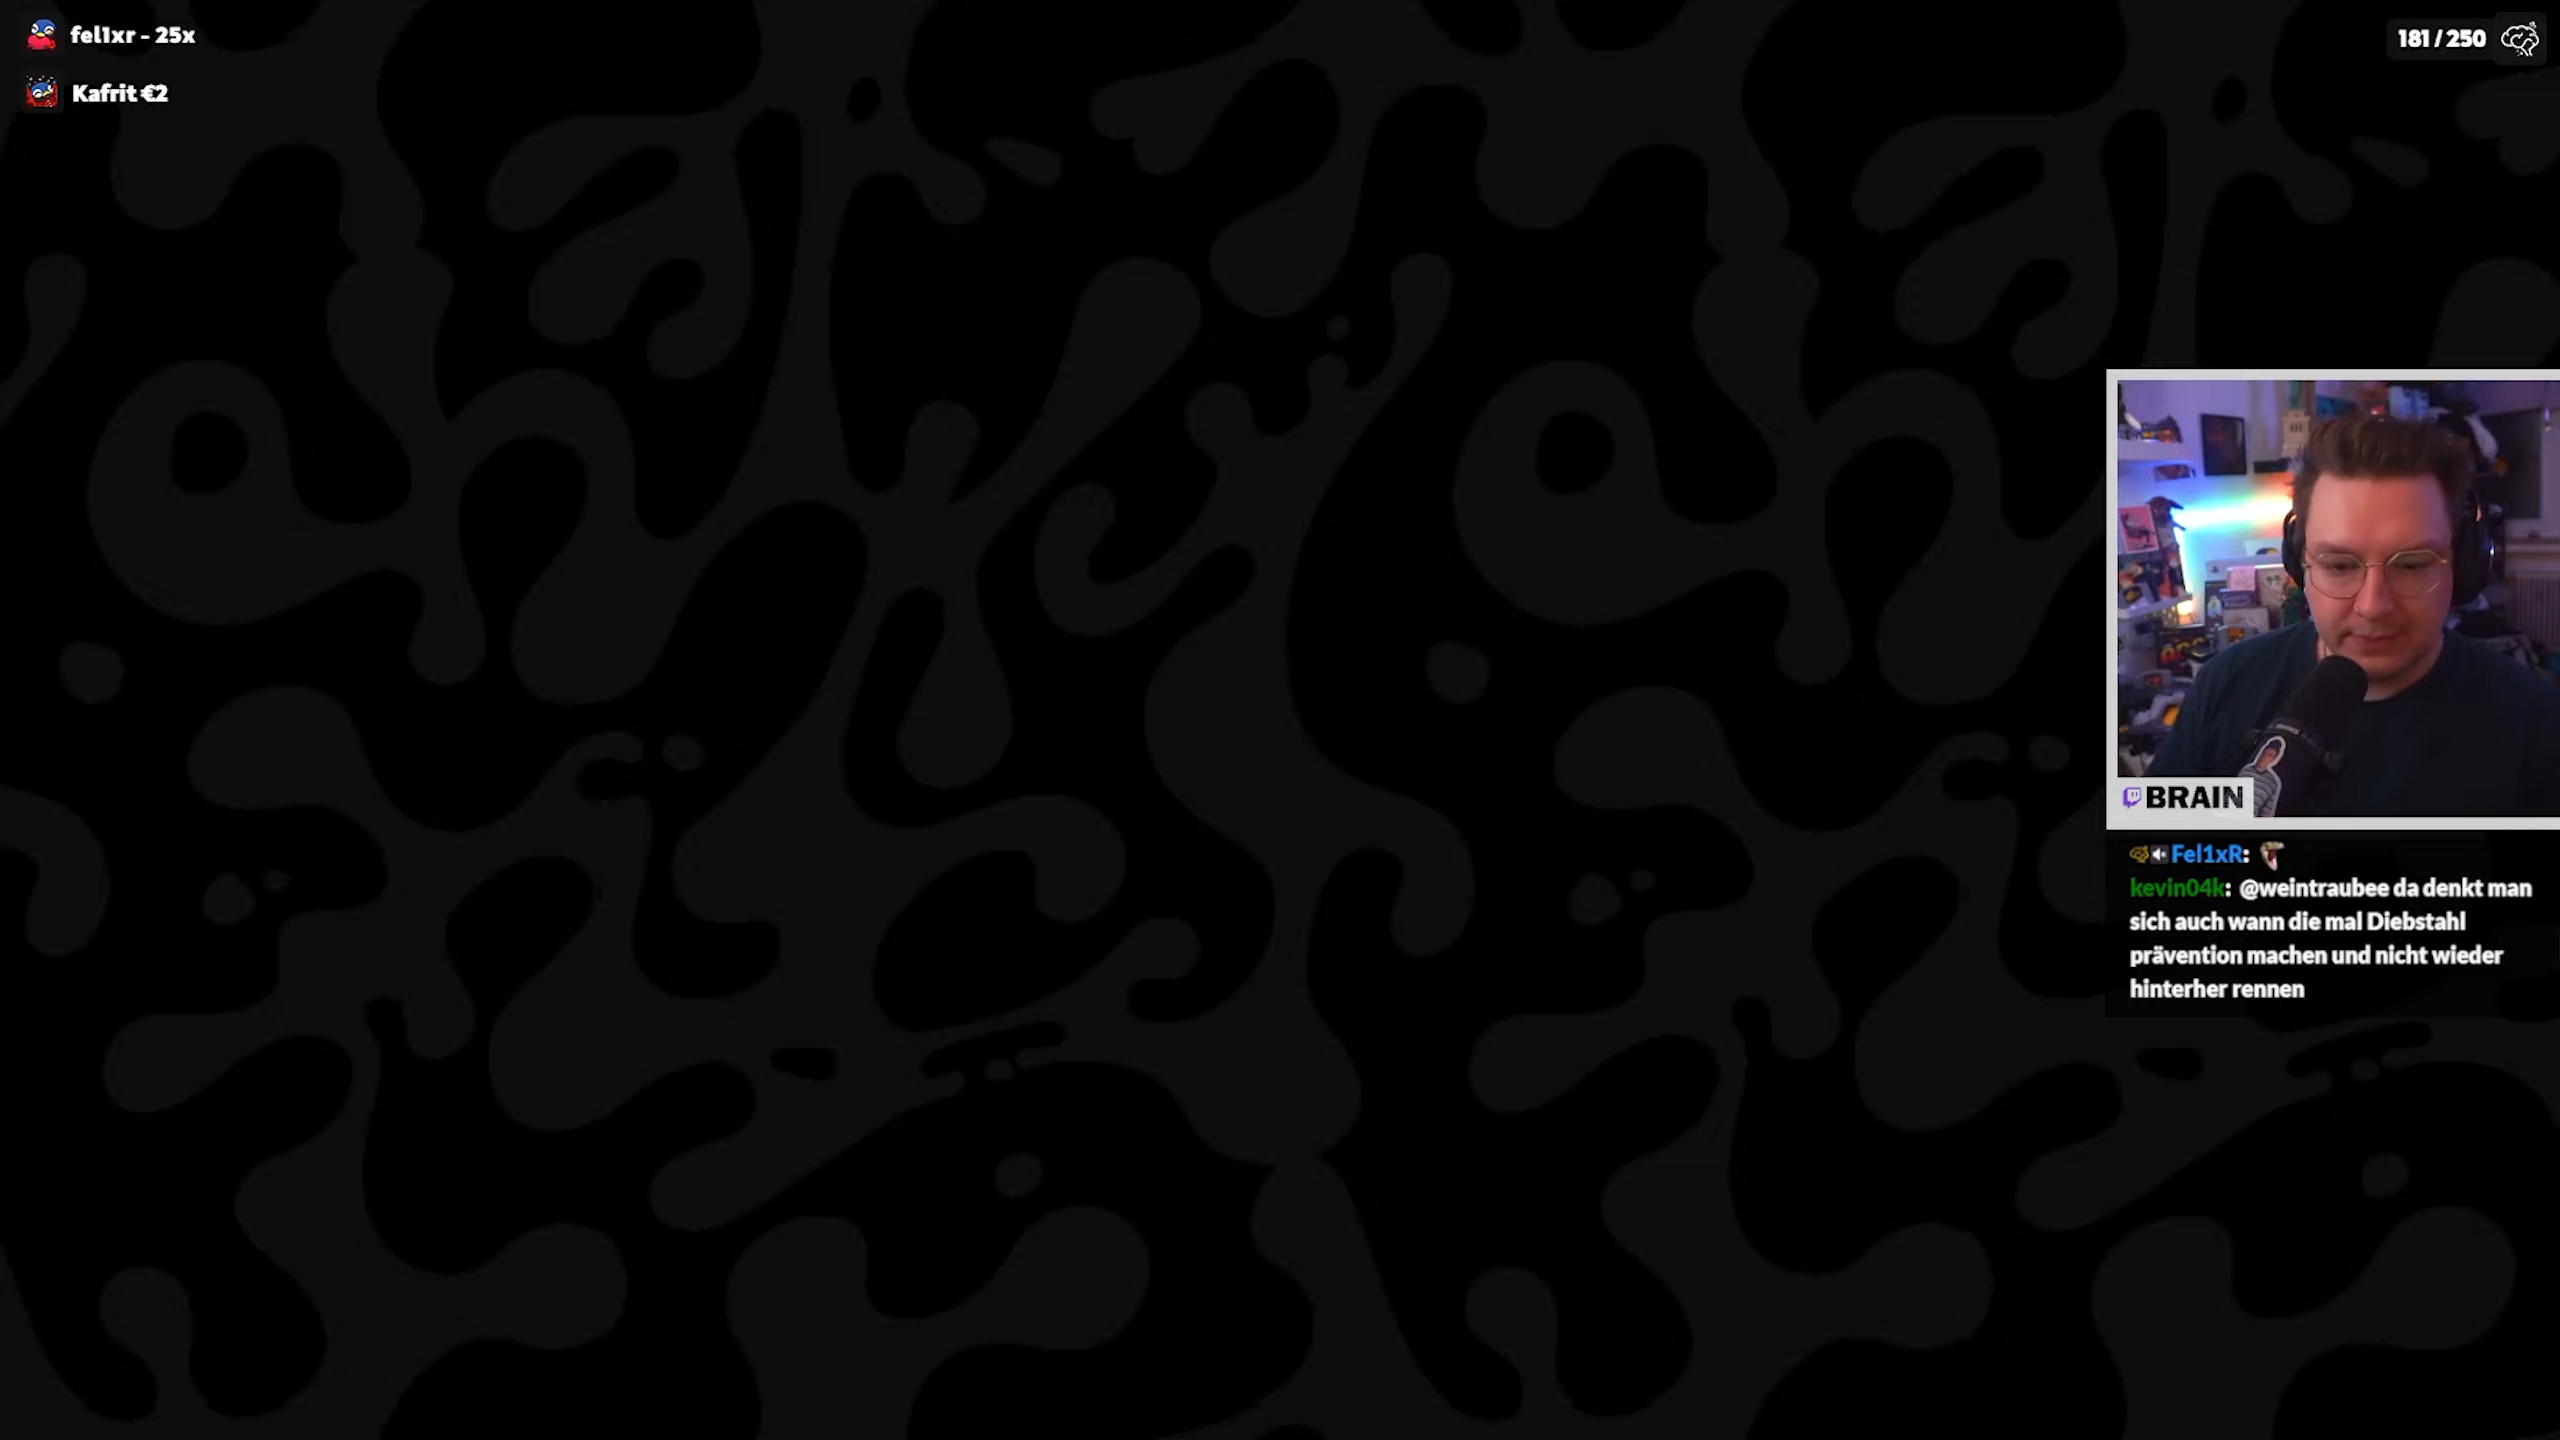 fel1xr - 25x
Kafrit €2
181 / 250
BRAIN
Fel1xR:
kevin04k: @weintraubee da denkt man
sich auch wann die mal Diebstahl
prävention machen und nicht wieder
hinterher rennen